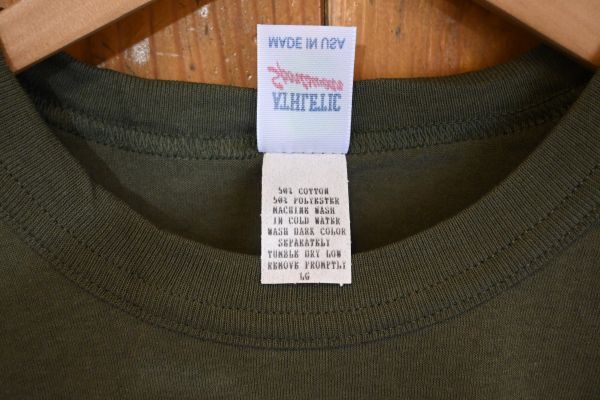 MADE IN USA
Sportswear
ATHLETIC
50% COTTON
50% POLYESTER
MACHINE WASH
IN COLD WATER
WASH DARK COLOR
SEPARATELY
TUMBLE DRY LOW
REMOVE PROMPTLY
LG